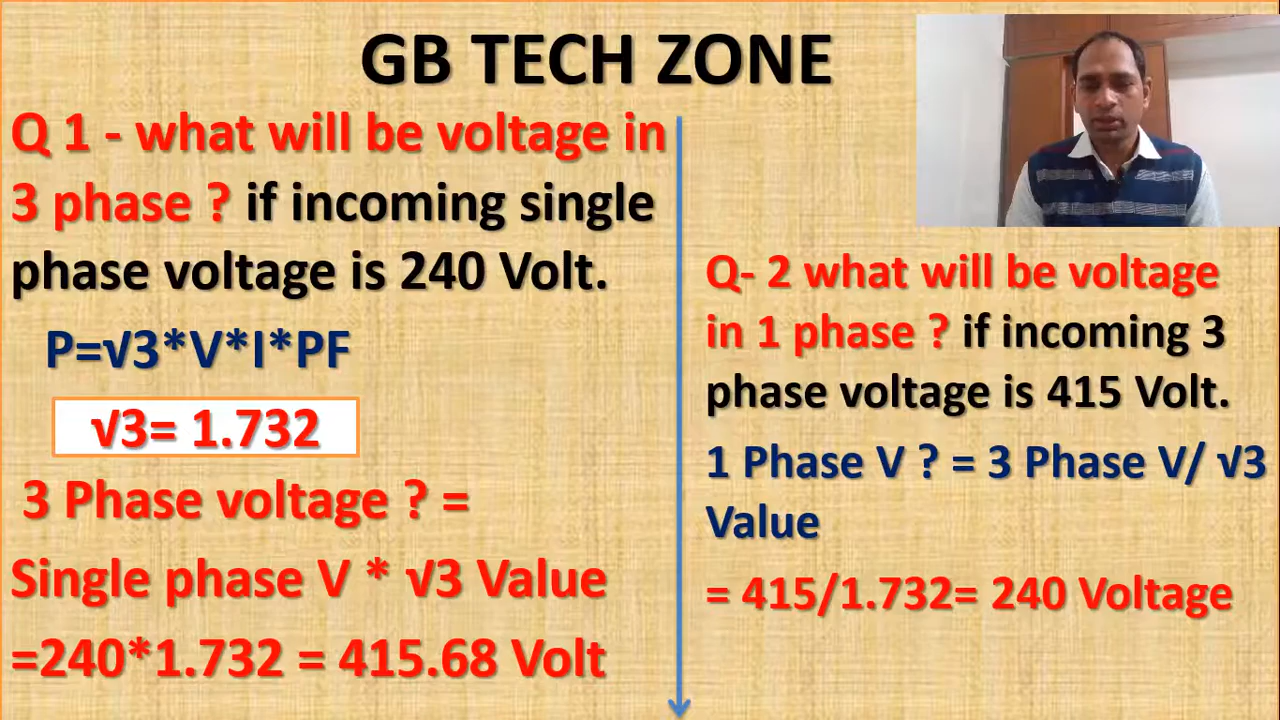 GB TECH ZONE
Q 1 - what will be voltage in
3 phase ? if incoming single
phase voltage is 240 Volt.
P=√3*V*I*PF
√3= 1.732
3 Phase voltage ? =
Single phase V * √3 Value
=240*1.732 = 415.68 Volt
Q- 2 what will be voltage
in 1 phase ? if incoming 3
phase voltage is 415 Volt.
1 Phase V ? = 3 Phase V/ √3
Value
= 415/1.732= 240 Voltage